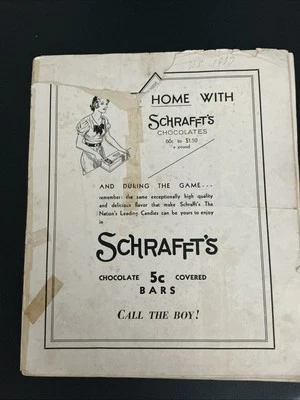 HOME WITH
SCHRAFFT'S
CHOCOLATES
60c to $1.50
a pound
AND DURING THE GAME...
remember: the same exceptionally high quality
and delicious flavor that make Schrafft's The
Nation's Leading Candies can be yours to enjoy
in
SCHRAFFT'S
CHOCOLATE 5c COVERED
BARS
CALL THE BOY!